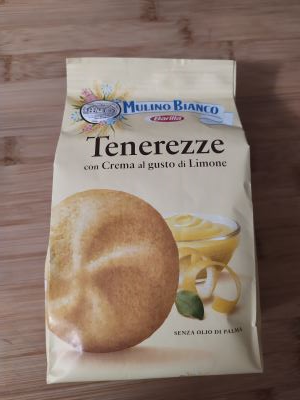 MULINO BIANCO
Barilla
Tenerezze
con Crema al gusto di Limone
SENZA OLIO DI PALMA